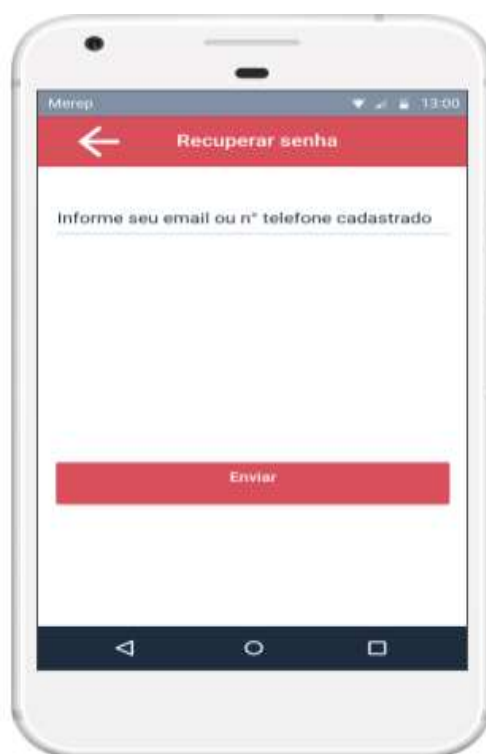 Merep 13:00
Recuperar senha
Informe seu email ou n° telefone cadastrado
Enviar